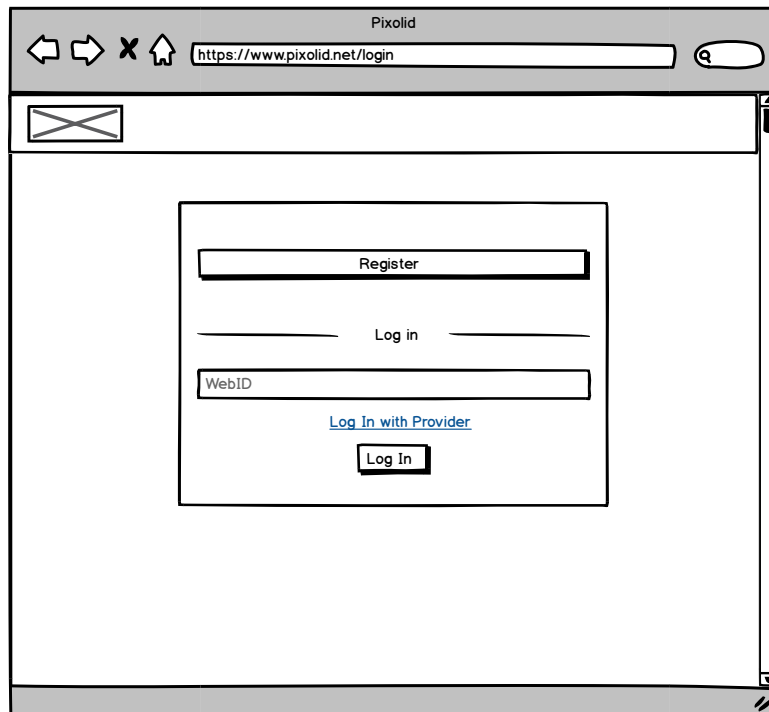 Pixolid
https://www.pixolid.net/login
Register
Log in
WebID
Log In with Provider
Log In